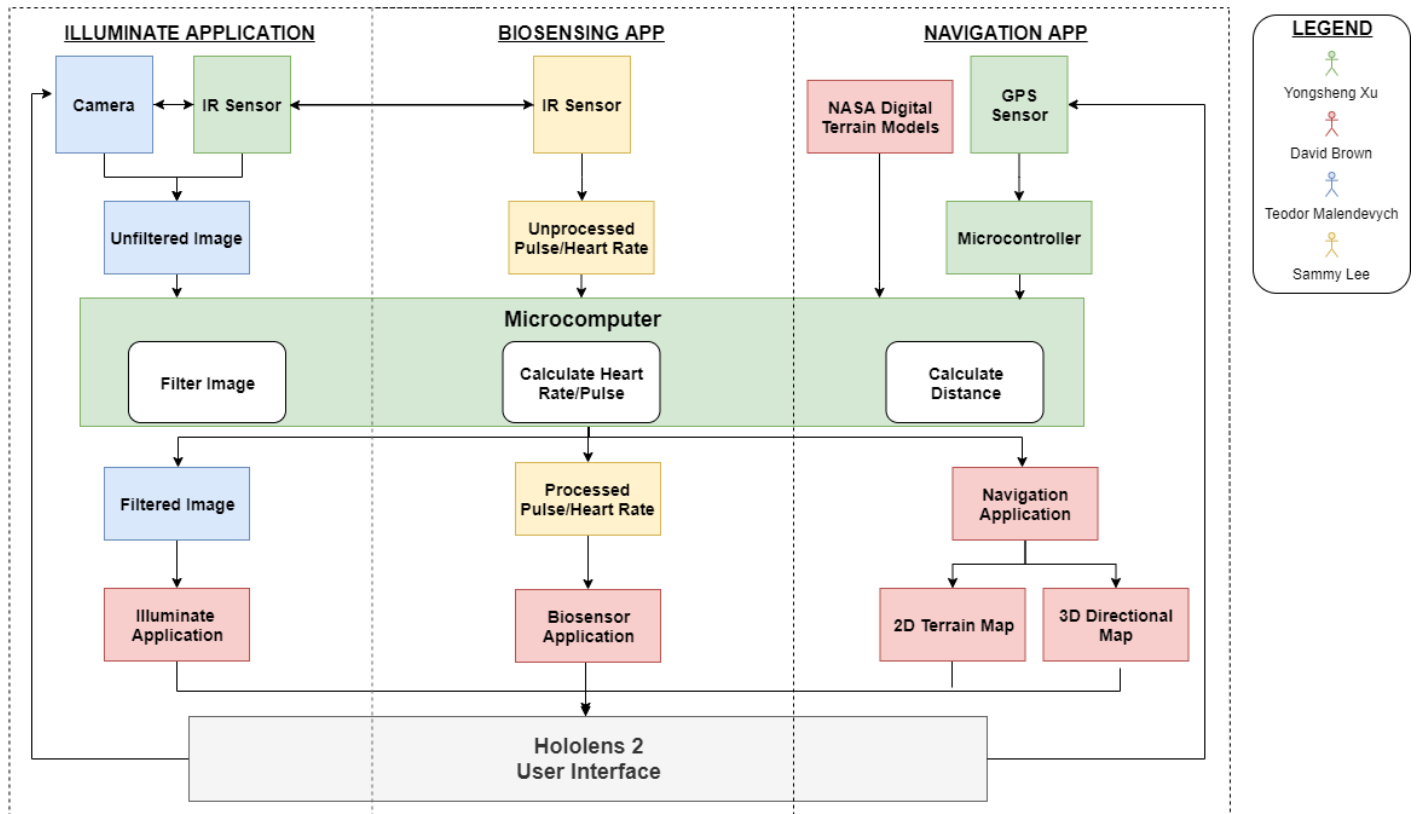 ILLUMINATE APPLICATION
BIOSENSING APP
NAVIGATION APP
LEGEND
Camera
IR Sensor
IR Sensor
NASA Digital
Terrain Models
GPS
Sensor
Yongsheng Xu
David Brown
Teodor Malendevych
Sammy Lee
Unfiltered Image
Unprocessed
Pulse/Heart Rate
Microcontroller
Microcomputer
Filter Image
Calculate Heart
Rate/Pulse
Calculate
Distance
Filtered Image
Processed
Pulse/Heart Rate
Navigation
Application
Illuminate
Application
Biosensor
Application
2D Terrain Map
3D Directional
Map
Hololens 2
User Interface